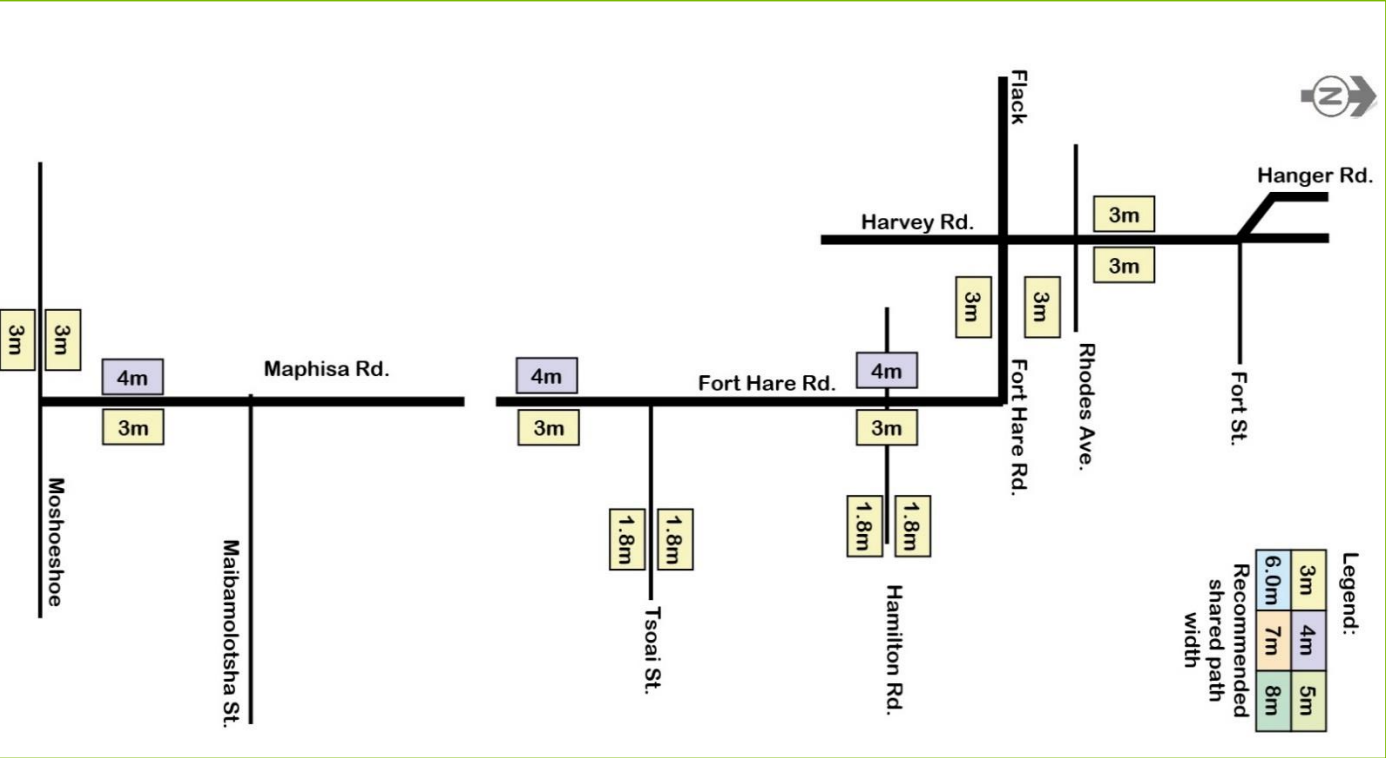 Flack
N
Hanger Rd.
Harvey Rd.
3m
3m
3m
3m
3m
3m
4m
3m
Maphisa Rd.
4m
3m
Fort Hare Rd.
4m
3m
Fort Hare Rd.
Rhodes Ave.
Fort St.
Moshoeshoe
Maibamolotsha St.
1.8m
1.8m
Tsoai St.
1.8m
1.8m
Hamilton Rd.
Legend:
3m 4m 5m
6.0m 7m 8m
Recommended
shared path
width